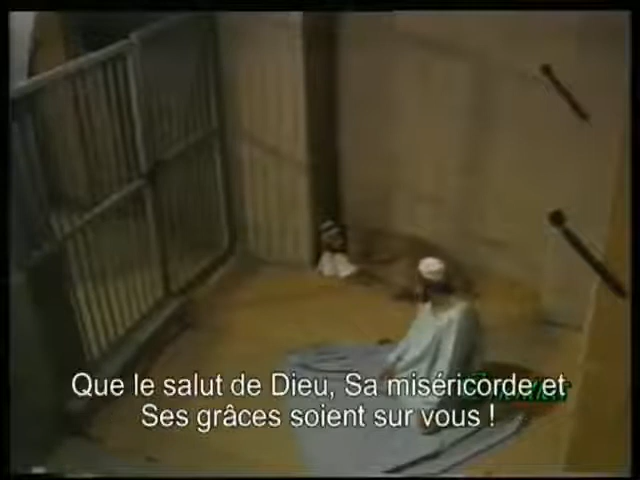 Que le salut de Dieu, Sa miséricorde et
Ses grâces soient sur vous !